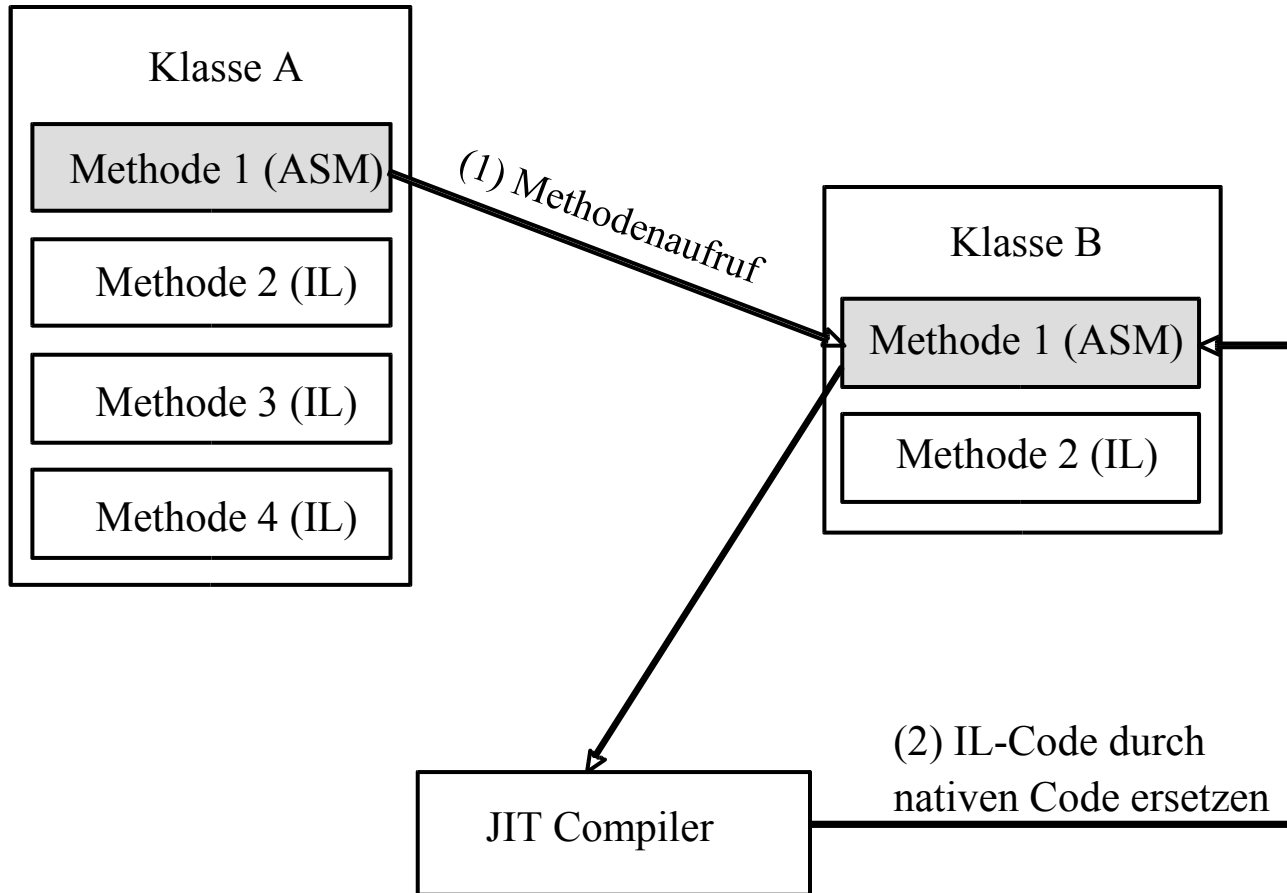 Klasse A
Methode 1 (ASM)
Methode 2 (IL)
Methode 3 (IL)
Methode 4 (IL)
(1) Methodenaufruf
Klasse B
Methode 1 (ASM)
Methode 2 (IL)
JIT Compiler
(2) IL-Code durch
nativen Code ersetzen